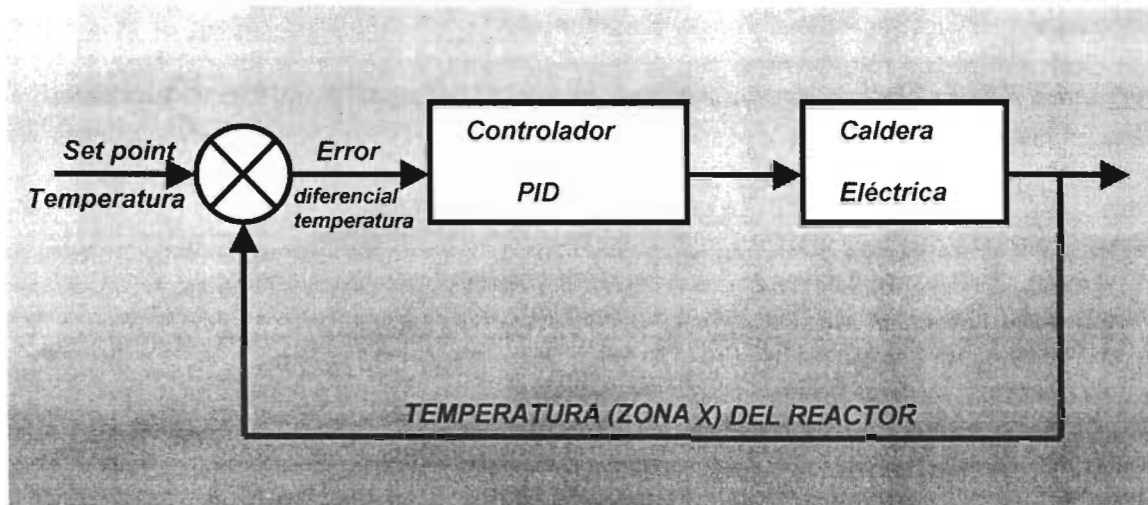 Set point
Temperatura
Error
diferencial
temperatura
Controlador
PID
Caldera
Eléctrica
TEMPERATURA (ZONA X) DEL REACTOR